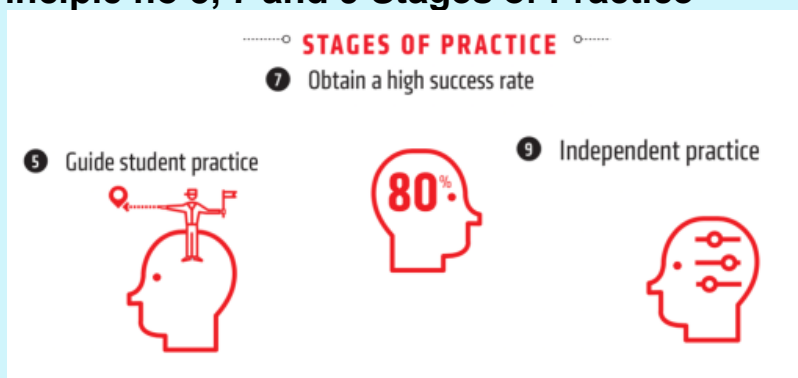 STAGES OF PRACTICE
7 Obtain a high success rate
5 Guide student practice
80%
9 Independent practice